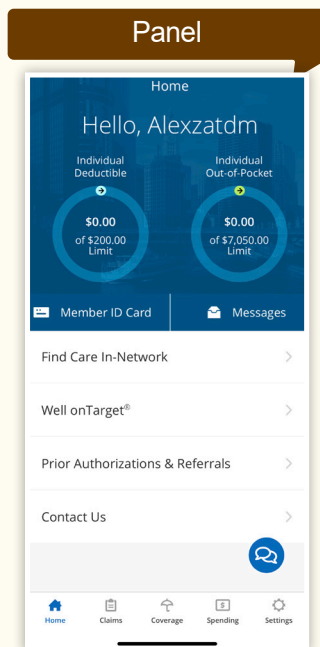 Panel
Home
Hello, Alexzatdm
Individual
Deductible
Individual
Out-of-Pocket
$0.00
of $200.00
Limit
$0.00
of $7,050.00
Limit
Member ID Card
Messages
Find Care In-Network
Well onTarget®
Prior Authorizations & Referrals
Contact Us
Home
Claims
Coverage
Spending
Settings